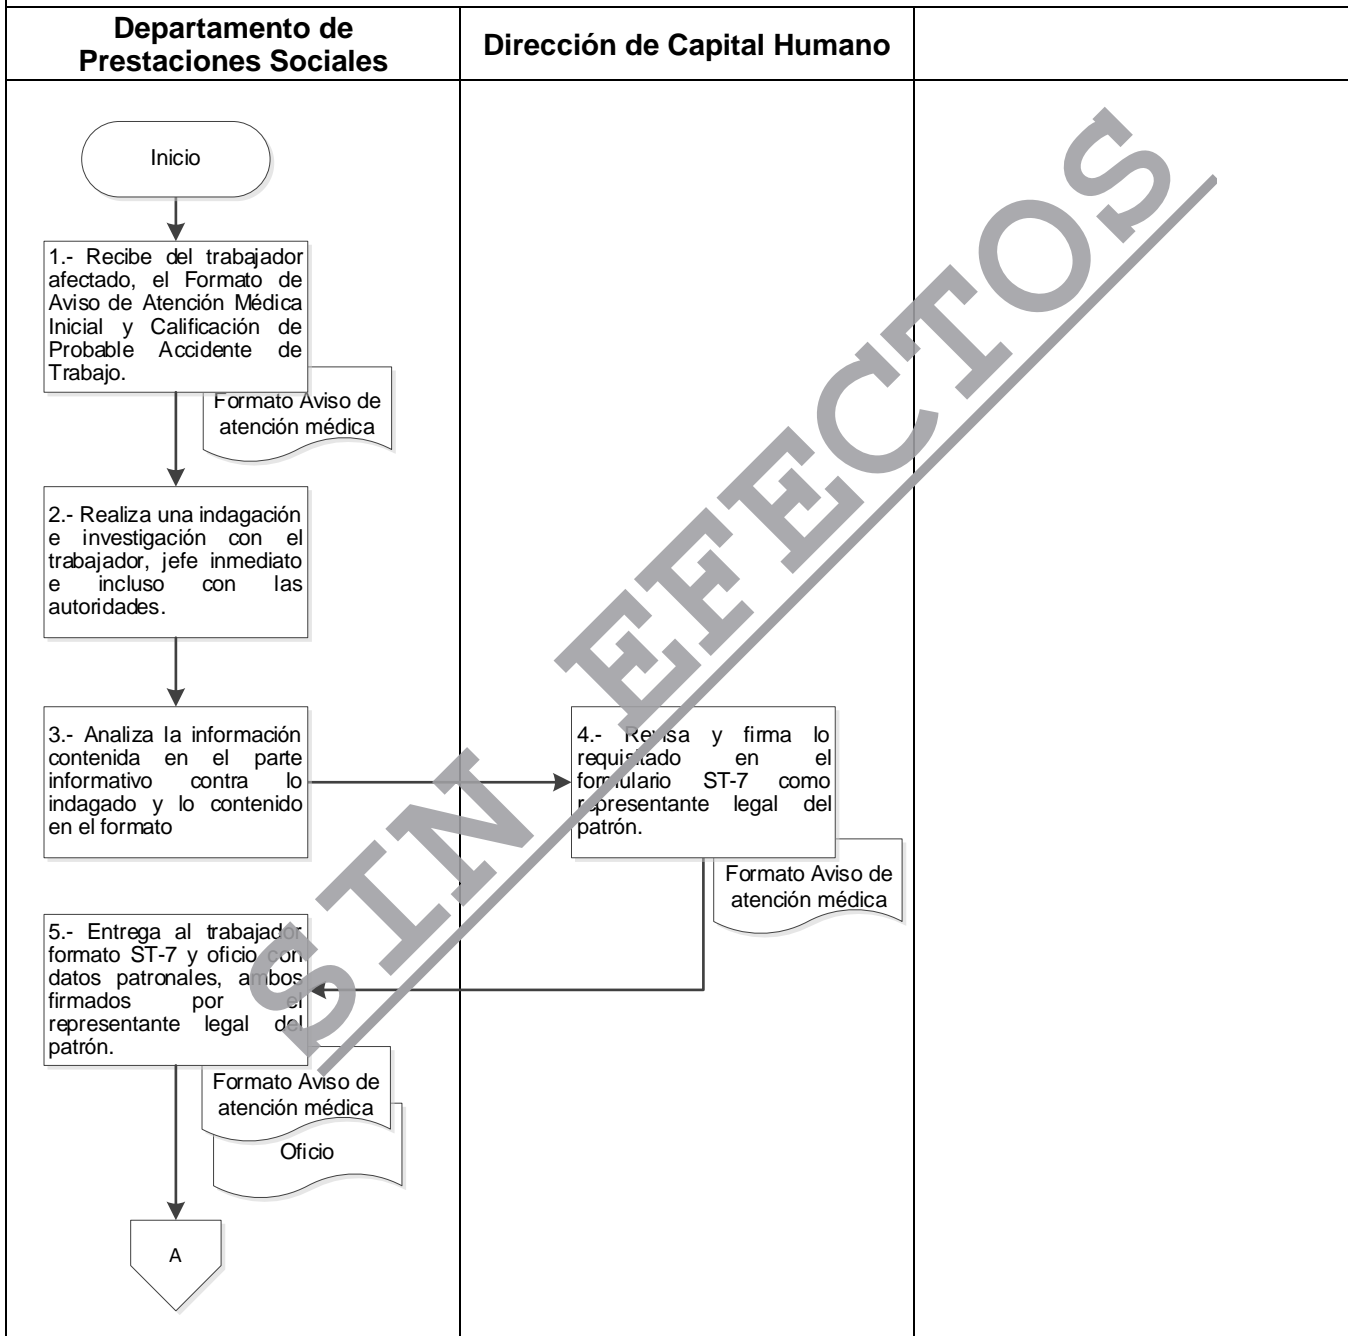 Departamento de
Prestaciones Sociales
Dirección de Capital Humano
Inicio
1.- Recibe del trabajador
afectado, el Formato de
Aviso de Atención Médica
Inicial y Calificación de
Probable Accidente de
Trabajo.
Formato Aviso de
atención médica
2.- Realiza una indagación
e investigación con el
trabajador, jefe inmediato
e incluso con las
autoridades.
3.- Analiza la información
contenida en el parte
informativo contra lo
indagado y lo contenido
en el formato
4.- Revisa y firma lo
requisitado en el
formulario ST-7 como
representante legal del
patrón.
Formato Aviso de
atención médica
5.- Entrega al trabajador
formato ST-7 y oficio con
datos patronales, ambos
firmados por el
representante legal del
patrón.
Formato Aviso de
atención médica
Oficio
A
SIN EFECTOS